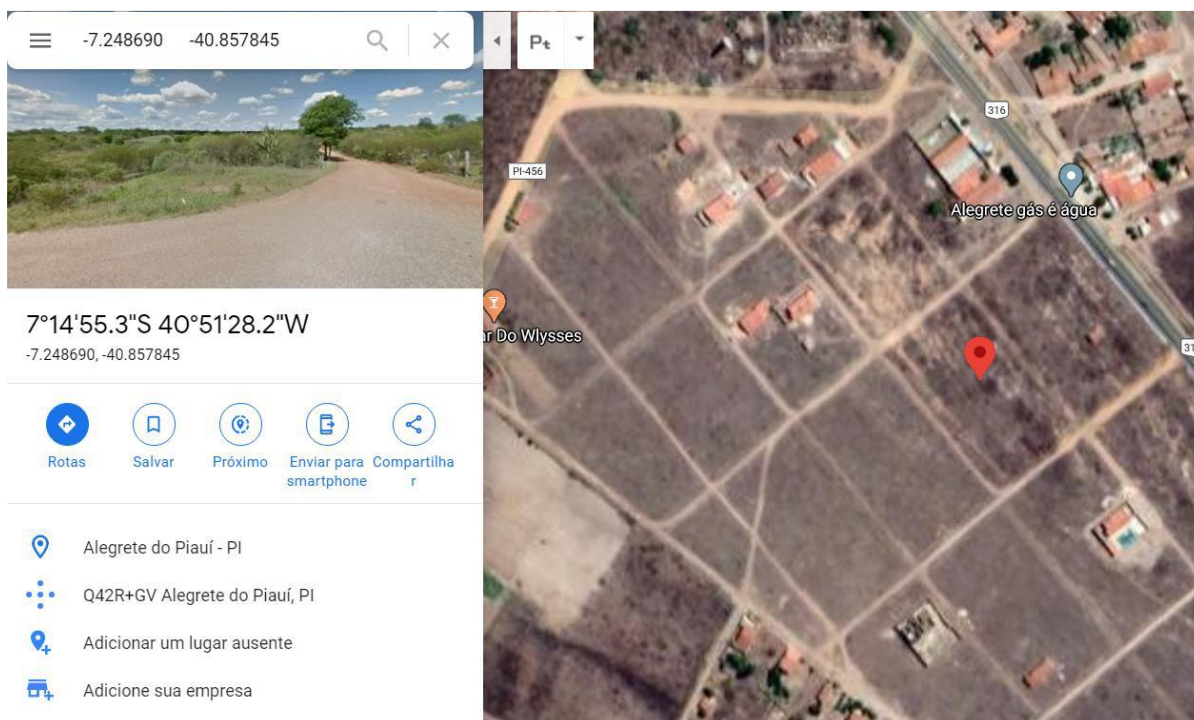 -7.248690 -40.857845
7°14'55.3"S 40°51'28.2"W
-7.248690, -40.857845
Rotas
Salvar
Próximo
Enviar para
smartphone
Compartilha
r
Alegrete do Piauí - PI
Q42R+GV Alegrete do Piauí, PI
Adicionar um lugar ausente
Adicione sua empresa
Pt
316
PI-456
Alegrete gás é água
ar Do Wlysses
31